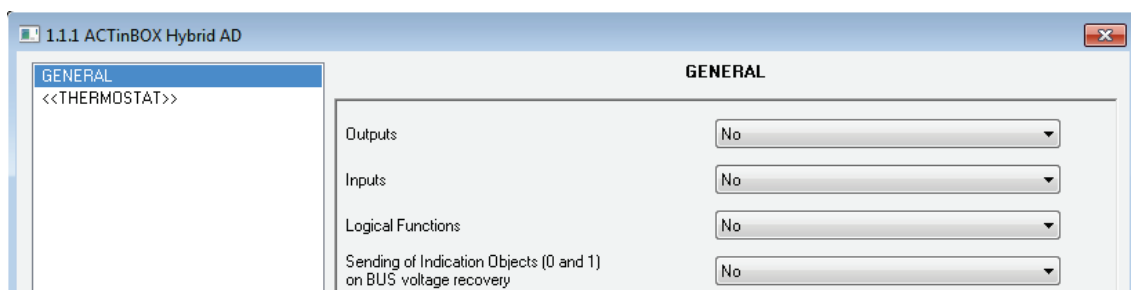 1.1.1 ACTinBOX Hybrid AD
GENERAL
<<THERMOSTAT>>
GENERAL
Outputs No
Inputs No
Logical Functions No
Sending of Indication Objects (0 and 1)
on BUS voltage recovery No